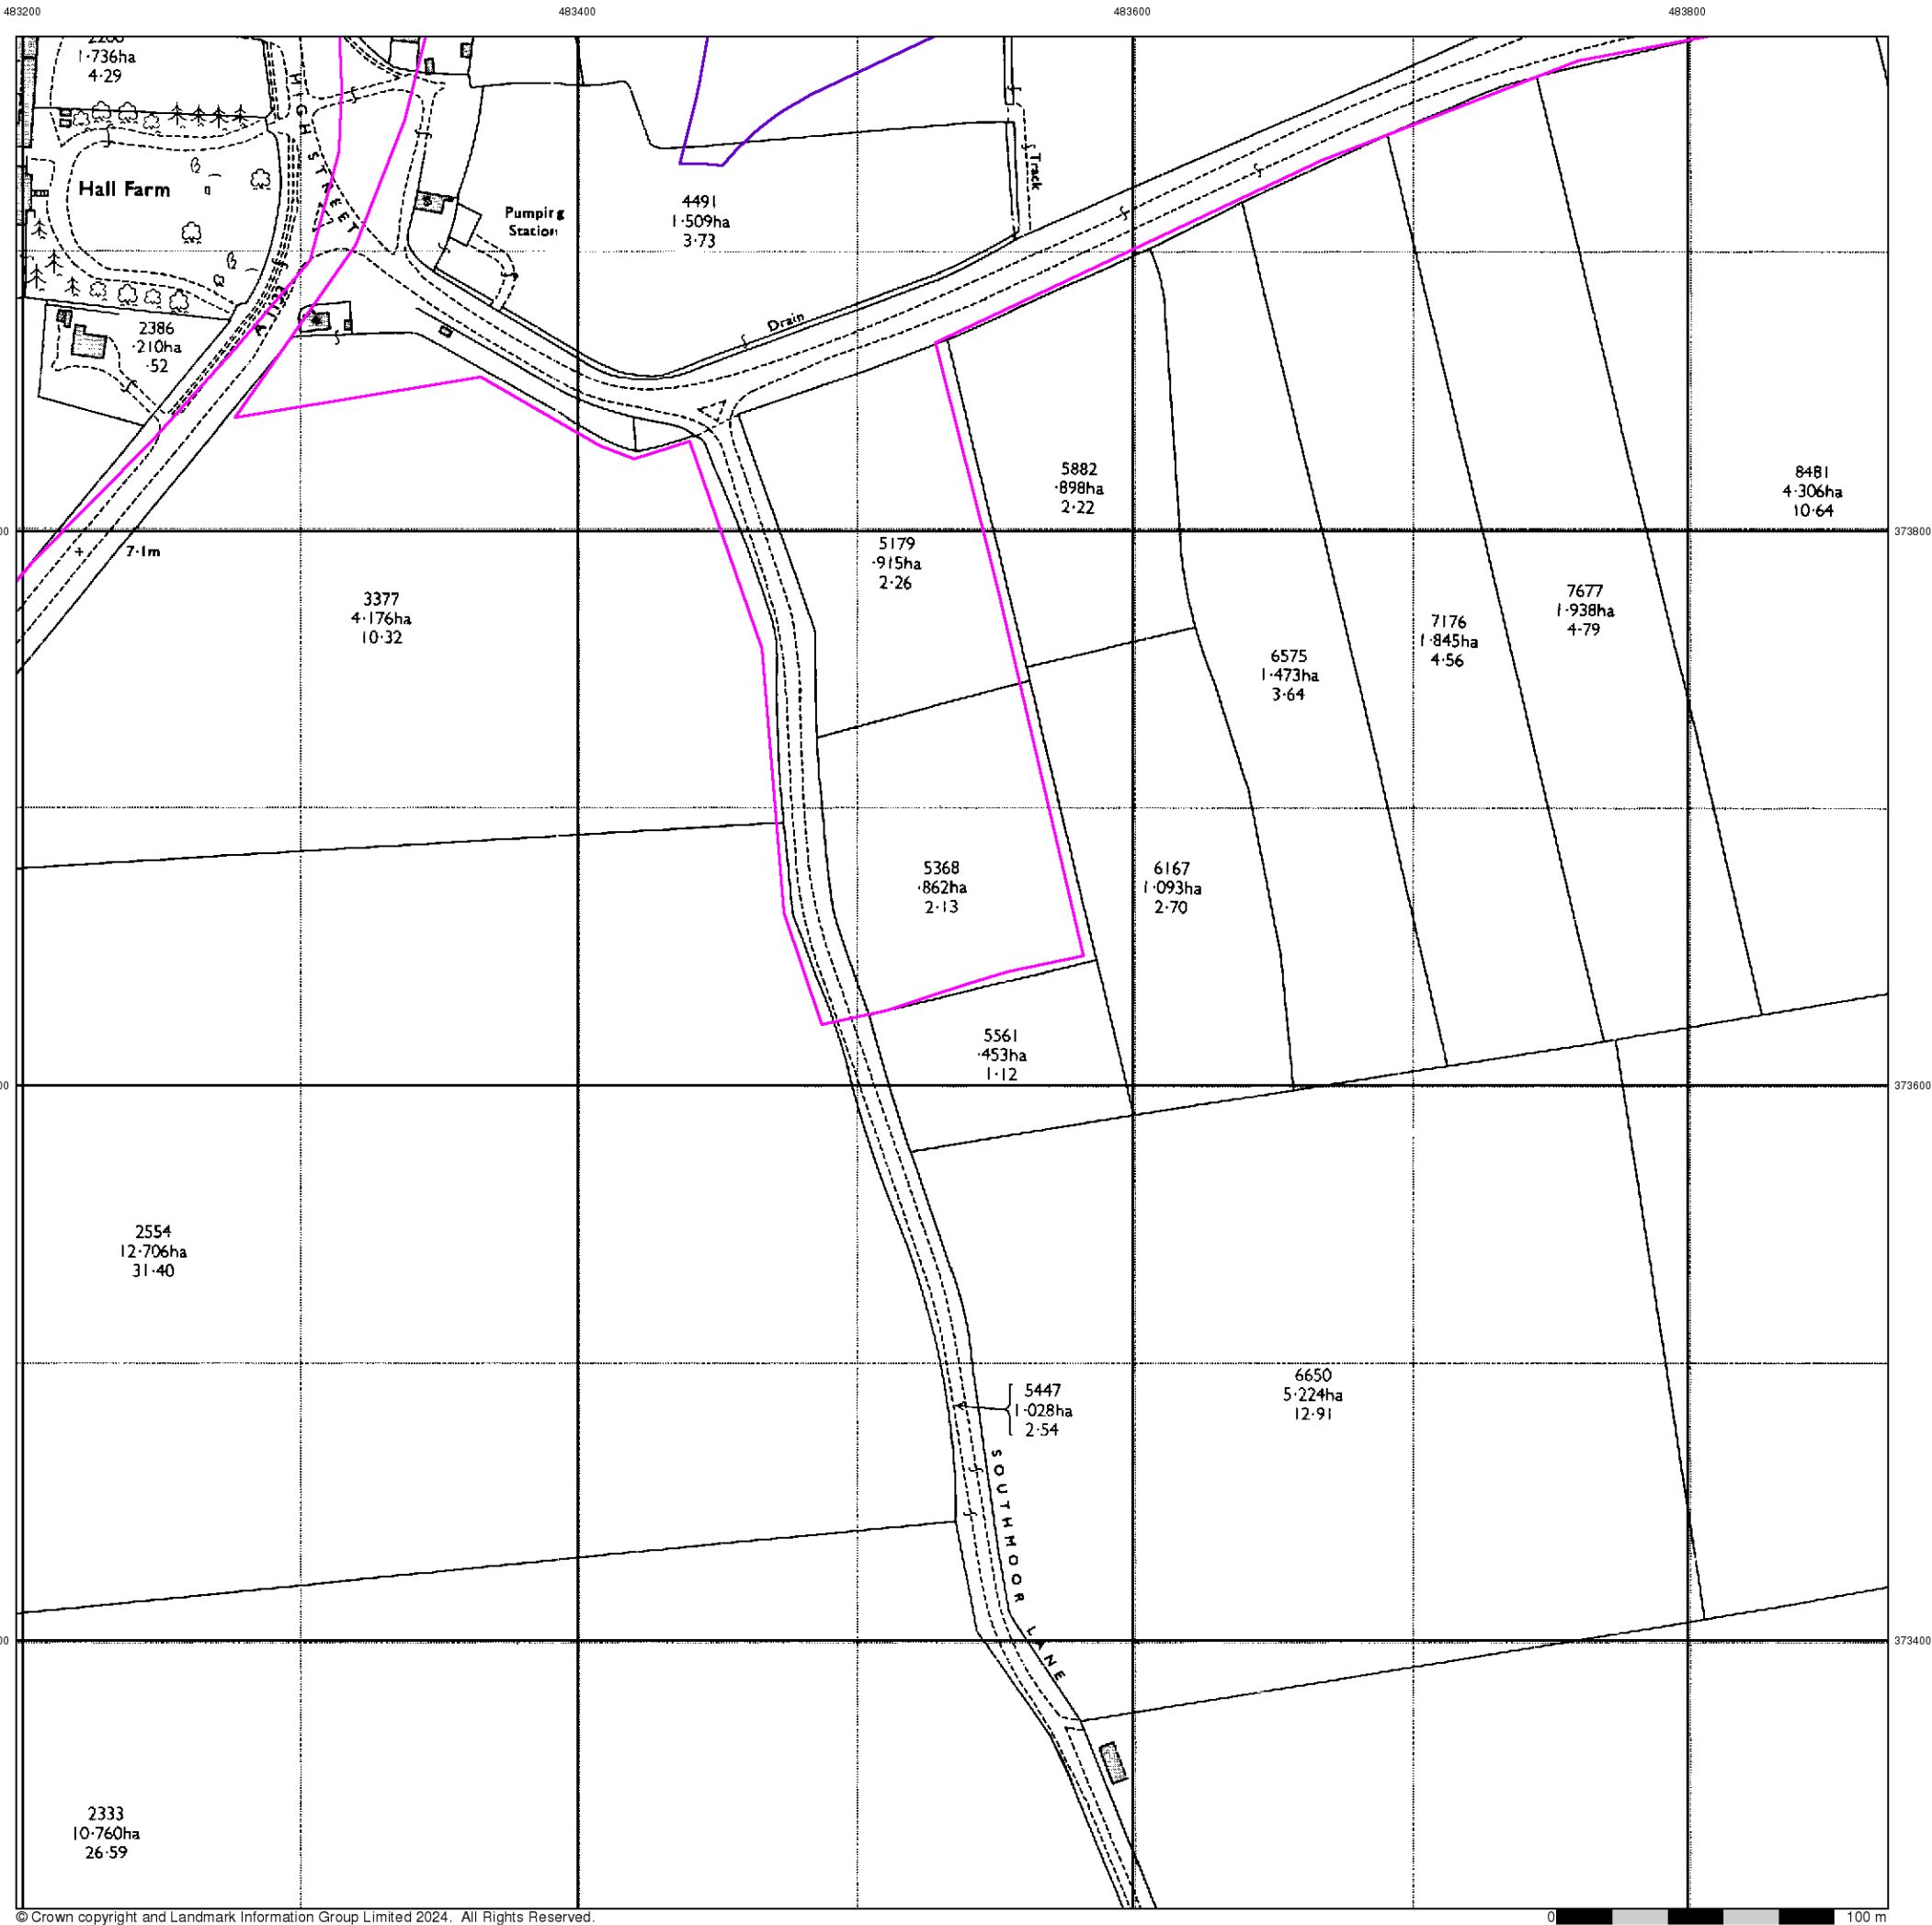 483200
483400
483600
483800
1·736ha
4·29
HIGH STREET
Hall Farm
Pumping
Station
4491
1·509ha
3·73
Track
2386
·210ha
·52
Drain
7·1m
3377
4·176ha
10·32
5179
·915ha
2·26
5882
·898ha
2·22
8481
4·306ha
10·64
373800
6575
1·473ha
3·64
7176
1·845ha
4·56
7677
1·938ha
4·79
5368
·862ha
2·13
6167
1·093ha
2·70
5561
·453ha
1·12
373600
2554
12·706ha
31·40
5447
1·028ha
2·54
6650
5·224ha
12·91
SOUTHMOOR LANE
373400
2333
10·760ha
26·59
© Crown copyright and Landmark Information Group Limited 2024. All Rights Reserved.
0
100 m